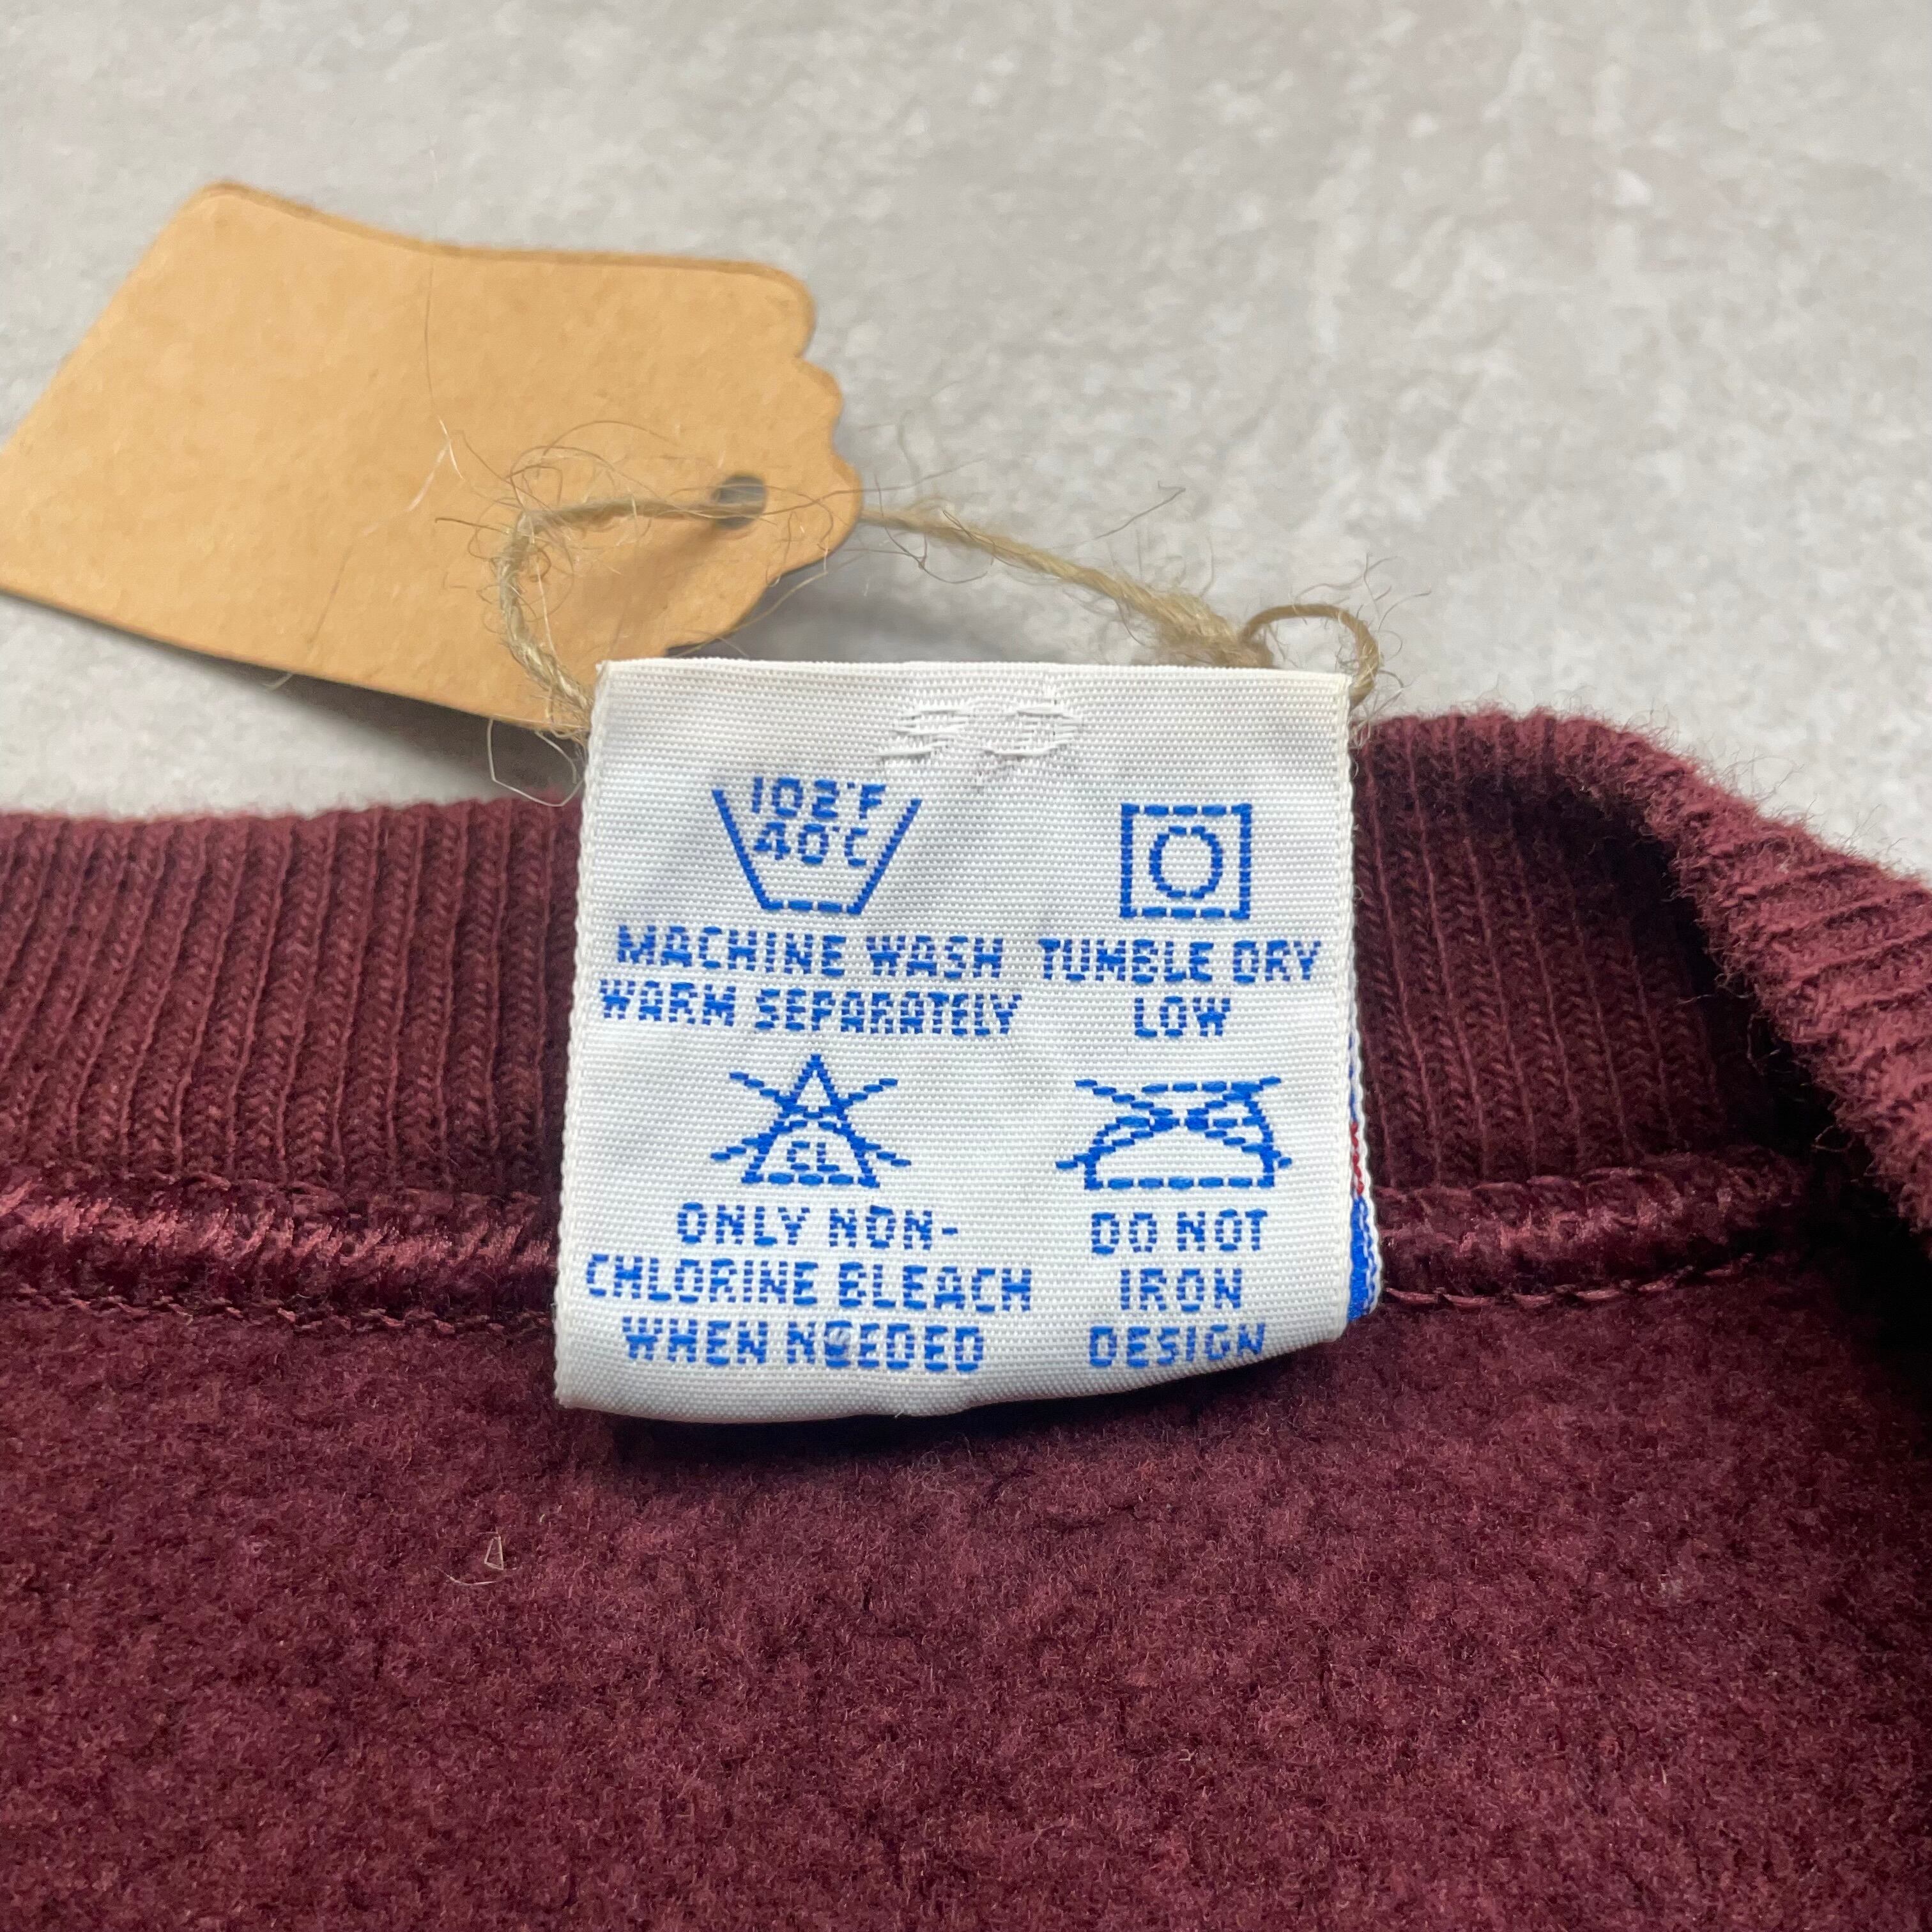 102°F
40°C
MACHINE WASH
WARM SEPARATELY
TUMBLE DRY
LOW
CL
ONLY NON-
CHLORINE BLEACH
WHEN NEEDED
DO NOT
IRON
DESIGN